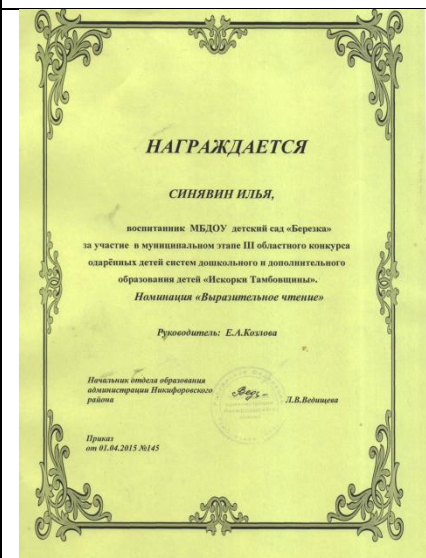 НАГРАЖДАЕТСЯ
СИНЯВИН ИЛЬЯ,
воспитанник МБДОУ детский сад «Березка»
за участие в муниципальном этапе III областного конкурса
одарённых детей систем дошкольного и дополнительного
образования детей «Искорки Тамбовщины».
Номинация «Выразительное чтение»
Руководитель: Е.А.Козлова
Начальник отдела образования
администрации Никифоровского
района
Л.В.Ведищева
Приказ
от 01.04.2015 №145